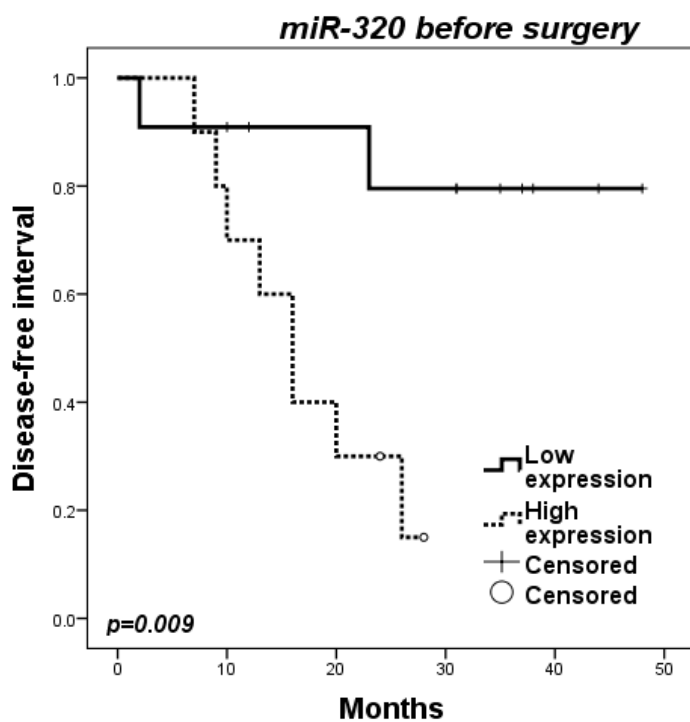 miR-320 before surgery
Disease-free interval
1.0
0.8
0.6
0.4
0.2
0.0
Low
expression
High
expression
Censored
Censored
p=0.009
0 10 20 30 40 50
Months